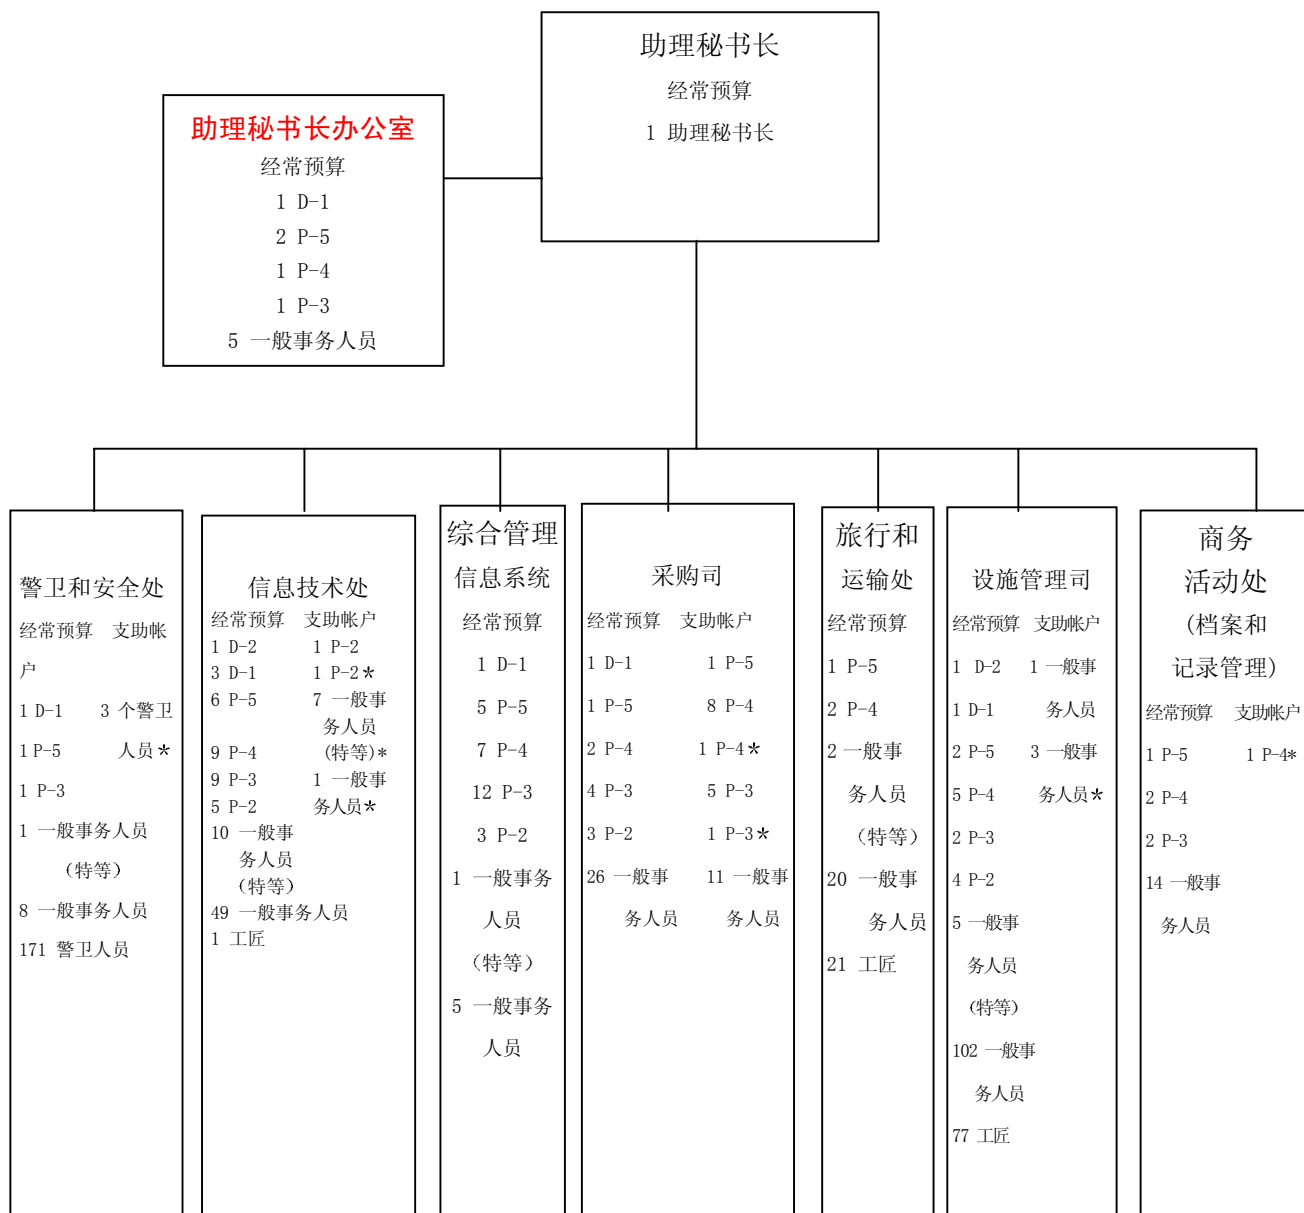 助理秘书长
经常预算
1 助理秘书长
助理秘书长办公室
经常预算
1 D-1
2 P-5
1 P-4
1 P-3
5 一般事务人员
警卫和安全处
经常预算 支助帐
户
1 D-1 3 个警卫
1 P-5 人员*
1 P-3
1 一般事务人员
(特等)
8 一般事务人员
171 警卫人员
信息技术处
经常预算 支助帐户
1 D-2 1 P-2
3 D-1 1 P-2*
6 P-5 7 一般事
务人员
9 P-4 (特等)*
9 P-3 1 一般事
5 P-2 务人员*
10 一般事
务人员
(特等)
49 一般事务人员
1 工匠
综合管理
信息系统
经常预算
1 D-1
5 P-5
7 P-4
12 P-3
3 P-2
1 一般事务
人员
(特等)
5 一般事务
人员
采购司
经常预算 支助帐户
1 D-1 1 P-5
1 P-5 8 P-4
2 P-4 1 P-4*
4 P-3 5 P-3
3 P-2 1 P-3*
26 一般事 11 一般事
务人员 务人员
旅行和
运输处
经常预算
1 P-5
2 P-4
2 一般事
务人员
(特等)
20 一般事
务人员
21 工匠
设施管理司
经常预算 支助帐户
1 D-2 1 一般事
1 D-1 务人员
2 P-5 3 一般事
5 P-4 务人员*
2 P-3
4 P-2
5 一般事
务人员
(特等)
102 一般事
务人员
77 工匠
商务
活动处
(档案和
记录管理)
经常预算 支助帐户
1 P-5 1 P-4*
2 P-4
2 P-3
14 一般事
务人员